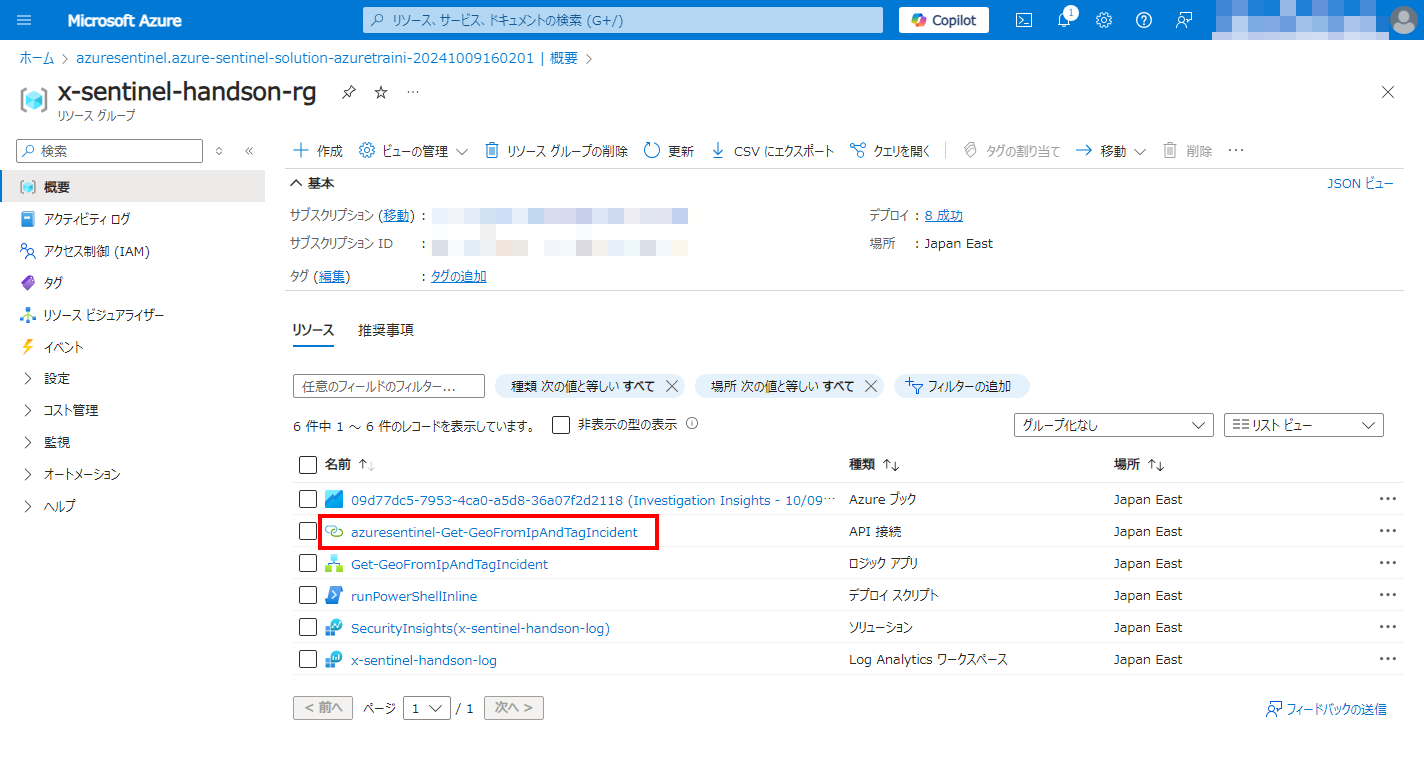 Microsoft Azure
リソース、サービス、ドキュメントの検索 (G+/)
Copilot
1
ホーム > azuresentinel.azure-sentinel-solution-azuretraini-20241009160201 | 概要 >
x-sentinel-handson-rg
リソース グループ
検索
作成 ビューの管理 リソース グループの削除 更新 CSV にエクスポート クエリを開く タグの割り当て 移動 削除 ...
概要
アクティビティ ログ
アクセス制御 (IAM)
タグ
リソース ビジュアライザー
イベント
設定
コスト管理
監視
オートメーション
ヘルプ
基本 JSON ビュー
サブスクリプション (移動) : デプロイ : 8 成功
サブスクリプション ID : 場所 : Japan East
タグ (編集) : タグの追加
リソース 推奨事項
任意のフィールドのフィルター... 種類 次の値と等しい すべて 場所 次の値と等しい すべて フィルターの追加
6 件中 1 ～ 6 件のレコードを表示しています。 非表示の型の表示 グループ化なし リスト ビュー
名前 ↑↓ 種類 ↑↓ 場所 ↑↓
09d77dc5-7953-4ca0-a5d8-36a07f2d2118 (Investigation Insights - 10/09… Azure ブック Japan East
azuresentinel-Get-GeoFromIpAndTagIncident API 接続 Japan East
Get-GeoFromIpAndTagIncident ロジック アプリ Japan East
runPowerShellInline デプロイ スクリプト Japan East
SecurityInsights(x-sentinel-handson-log) ソリューション Japan East
x-sentinel-handson-log Log Analytics ワークスペース Japan East
< 前へ ページ 1 / 1 次へ > フィードバックの送信